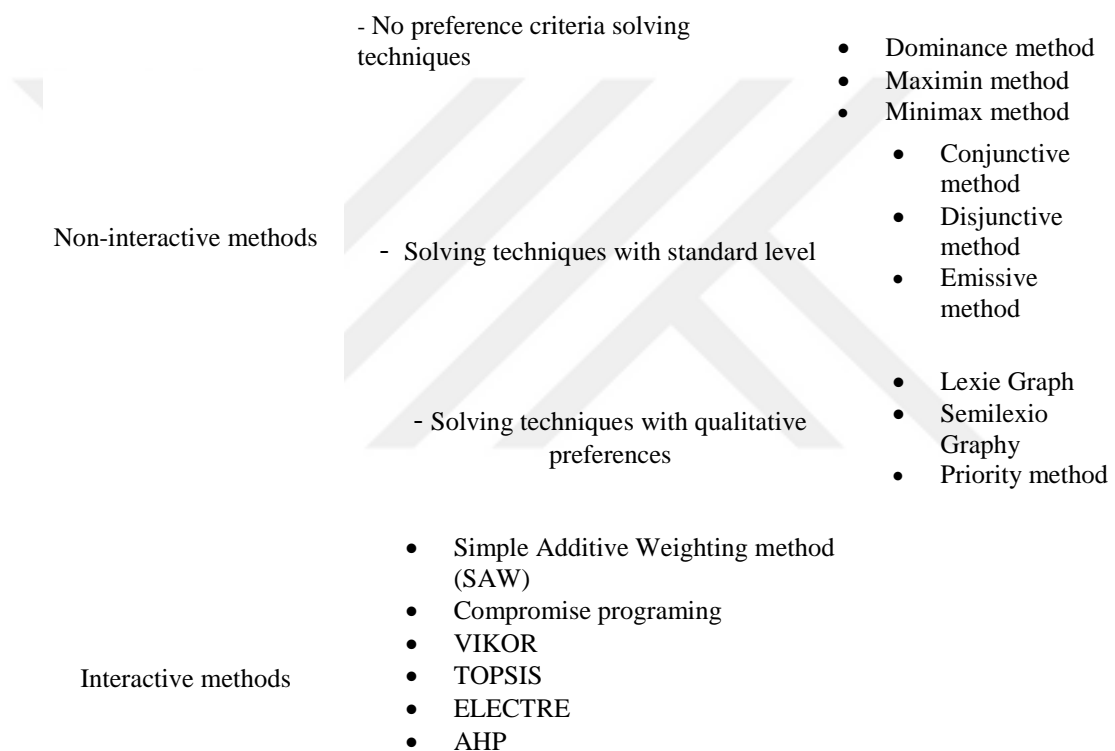 - No preference criteria solving
techniques
• Dominance method
• Maximin method
• Minimax method
Non-interactive methods
- Solving techniques with standard level
• Conjunctive
method
• Disjunctive
method
• Emissive
method
- Solving techniques with qualitative
preferences
• Lexie Graph
• Semilexio
Graphy
• Priority method
Interactive methods
• Simple Additive Weighting method
(SAW)
• Compromise programing
• VIKOR
• TOPSIS
• ELECTRE
• AHP